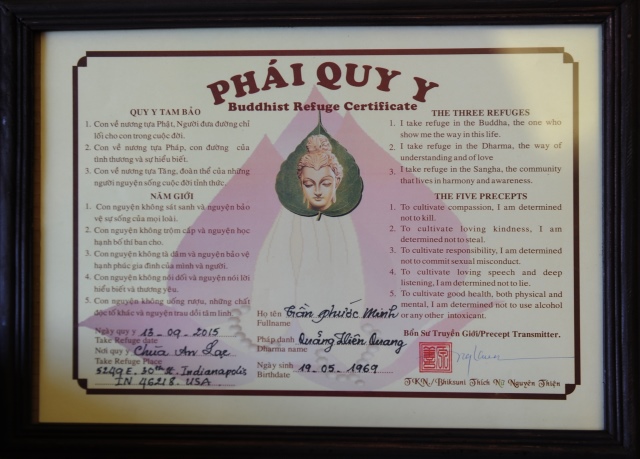 PHÁI QUY Y
Buddhist Refuge Certificate
QUY Y TAM BẢO
1. Con về nương tựa Phật, Người đưa đường chỉ
lối cho con trong cuộc đời.
2. Con về nương tựa Pháp, con đường của
tình thương và sự hiểu biết.
3. Con về nương tựa Tăng, đoàn thể của những
người nguyện sống cuộc đời tỉnh thức.
NĂM GIỚI
1. Con nguyện không sát sanh và nguyện bảo
vệ sự sống của mọi loài.
2. Con nguyện không trộm cắp và nguyện học
hạnh bố thí ban cho.
3. Con nguyện không tà dâm và nguyện bảo vệ
hạnh phúc gia đình của mình và người.
4. Con nguyện không nói dối và nguyện nói lời
hiểu biết và thương yêu.
5. Con nguyện không uống rượu, những chất
độc tố khác và nguyện trau dồi tâm linh.
Ngày quy y 13-09-2015
Take Refuge date
Nơi quy y Chùa An Lạc
Take Refuge Place
5249 E. 30th St. Indianapolis
IN 46218. USA
Họ tên Trần Phước Minh
Fullname
Pháp danh Quảng Hiên Quang
Dharma name
Ngày sinh 19-05-1969
Birthdate
THE THREE REFUGES
1. I take refuge in the Buddha, the one who
show me the way in this life.
2. I take refuge in the Dharma, the way of
understanding and of love
3. I take refuge in the Sangha, the community
that lives in harmony and awareness.
THE FIVE PRECEPTS
1. To cultivate compassion, I am determined
not to kill.
2. To cultivate loving kindness, I am
determined not to steal.
3. To cultivate responsibility, I am determined
not to commit sexual misconduct.
4. To cultivate loving speech and deep
listening, I am determined not to lie.
5. To cultivate good health, both physical and
mental, I am determined not to use alcohol
or any other intoxicant.
Bổn Sư Truyền Giới/Precept Transmitter.
TKN/Bhiksuni Thích Nữ Nguyên Thiện